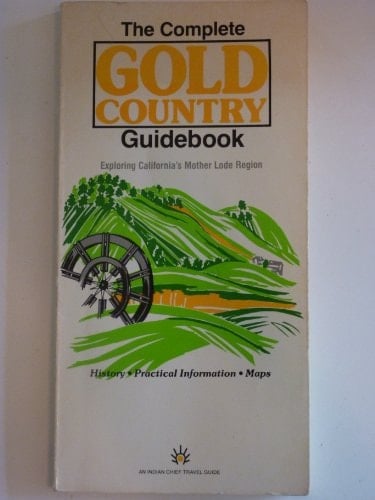 The Complete
GOLD
COUNTRY
Guidebook
Exploring California's Mother Lode Region
History • Practical Information • Maps
AN INDIAN CHIEF TRAVEL GUIDE